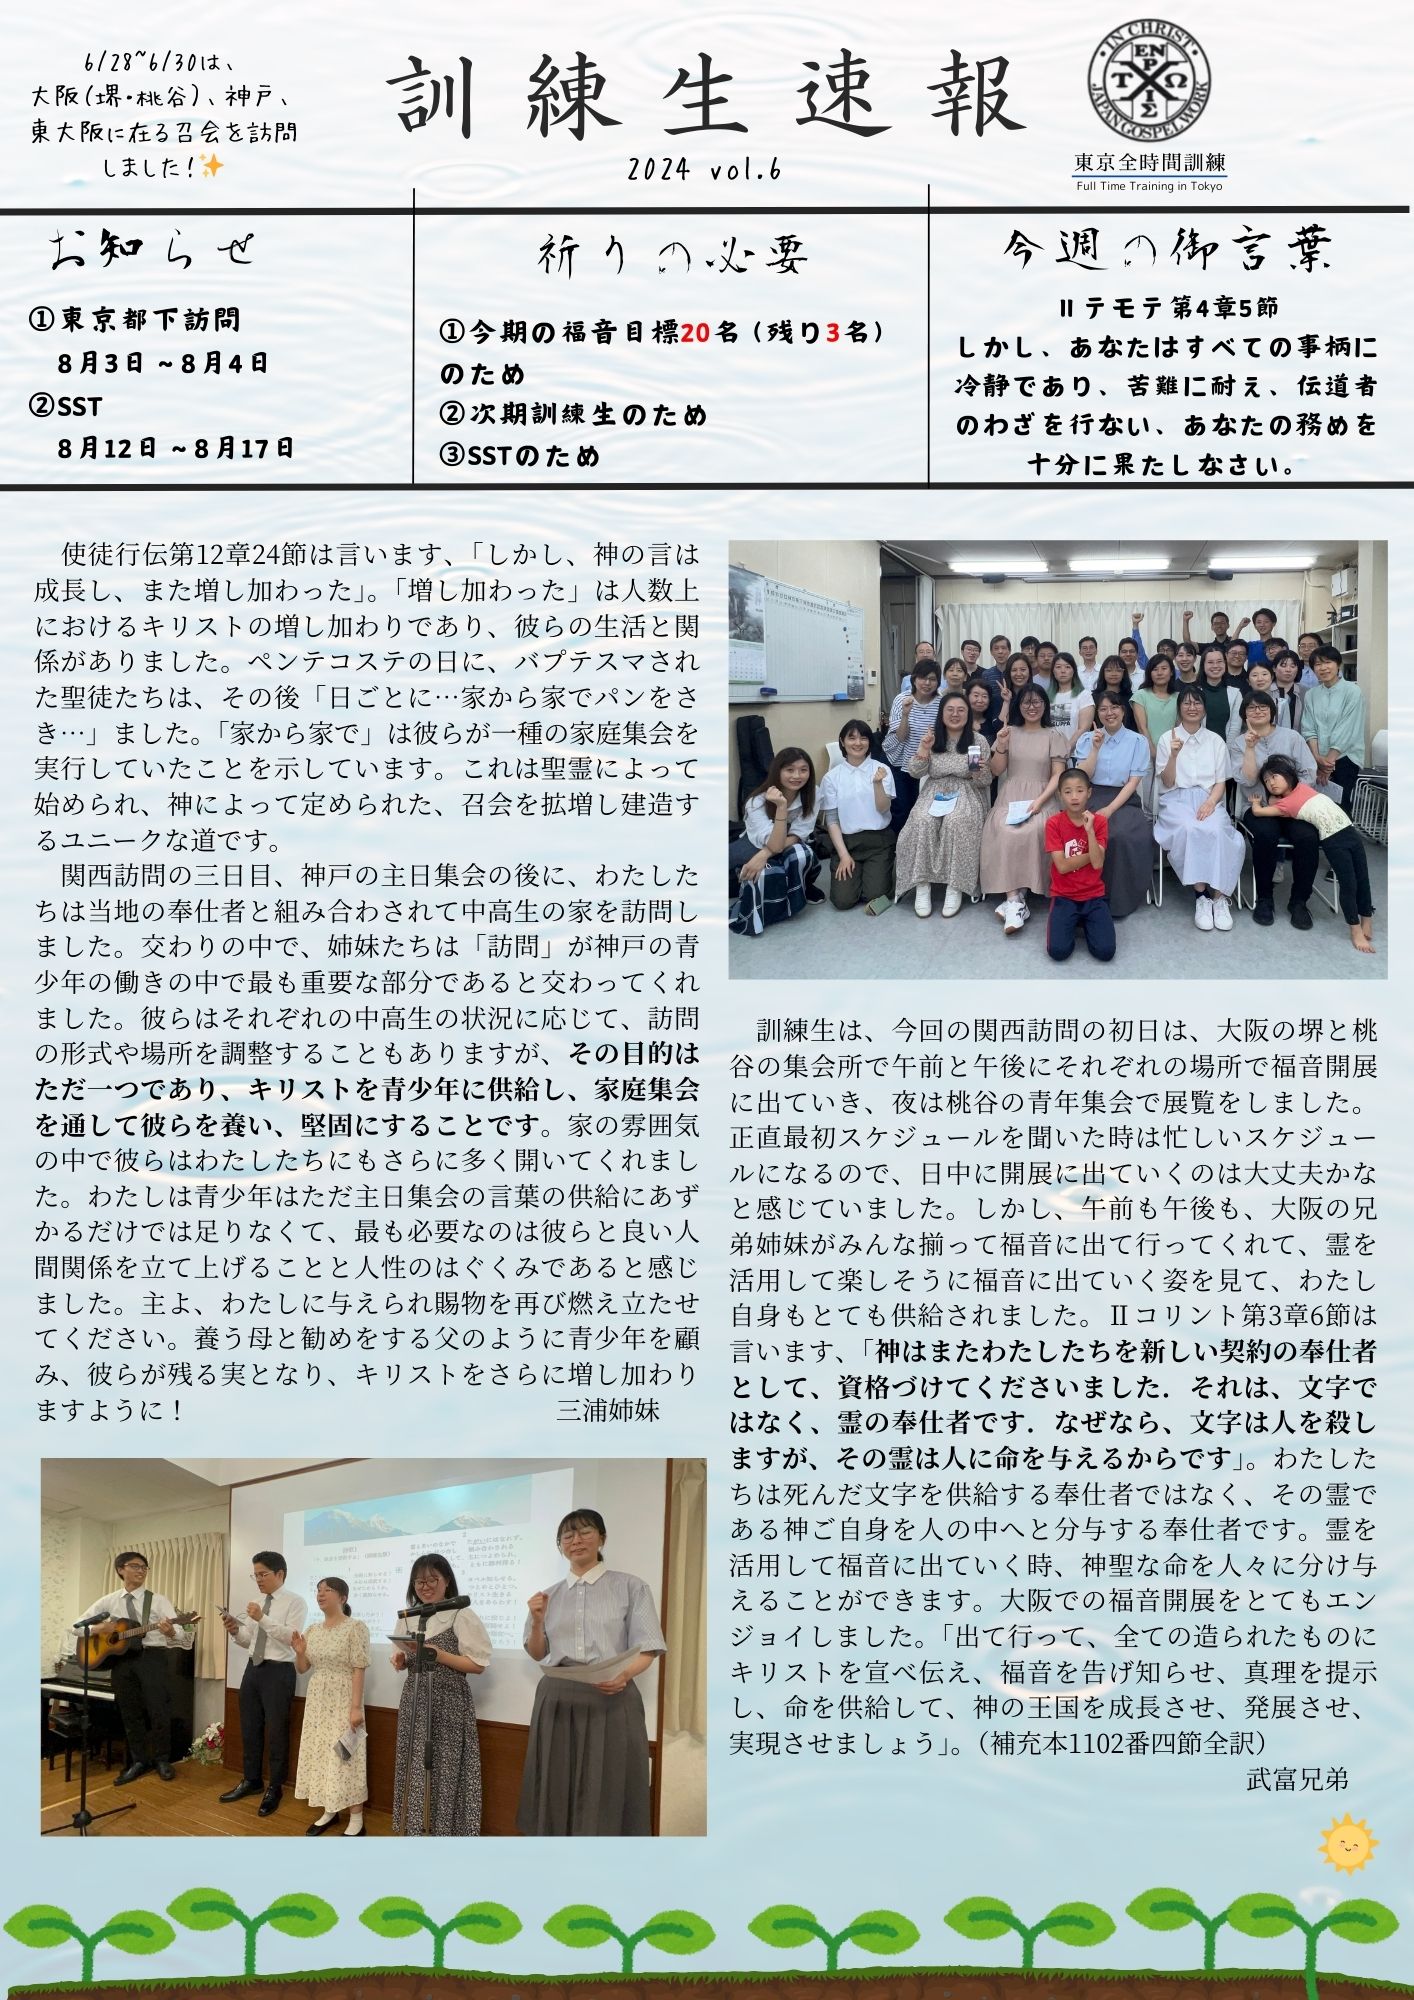 6/28~6/30は、
大阪(堺・桃谷)、神戸、
東大阪に在る召会を訪問
しました!✨
訓練生速報
2024 vol.6
IN CHRIST
JAPAN GOSPEL WORK
東京全時間訓練
Full Time Training in Tokyo
お知らせ
①東京都下訪問
8月3日~8月4日
②SST
8月12日~8月17日
祈りの必要
①今期の福音目標20名(残り3名)
のため
②次期訓練生のため
③SSTのため
今週の御言葉
Ⅱテモテ第4章5節
しかし、あなたはすべての事柄に
冷静であり、苦難に耐え、伝道者
のわざを行ない、あなたの務めを
十分に果たしなさい。
使徒行伝第12章24節は言います、「しかし、神の言は
成長し、また増し加わった」。「増し加わった」は人数上
におけるキリストの増し加わりであり、彼らの生活と関
係がありました。ペンテコステの日に、バプテスマされ
た聖徒たちは、その後「日ごとに…家から家でパンをさ
き…」ました。「家から家で」は彼らが一種の家庭集会を
実行していたことを示しています。これは聖霊によって
始められ、神によって定められた、召会を拡増し建造す
るユニークな道です。
関西訪問の三日目、神戸の主日集会の後に、わたした
ちは当地の奉仕者と組み合わされて中高生の家を訪問し
ました。交わりの中で、姉妹たちは「訪問」が神戸の青
少年の働きの中で最も重要な部分であると交わってくれ
ました。彼らはそれぞれの中高生の状況に応じて、訪問
の形式や場所を調整することもありますが、その目的は
ただ一つであり、キリストを青少年に供給し、家庭集会
を通して彼らを養い、堅固にすることです。家の雰囲気
の中で彼らはわたしたちにもさらに多く開いてくれまし
た。わたしは青少年はただ主日集会の言葉の供給にあず
かるだけでは足りなくて、最も必要なのは彼らと良い人
間関係を立て上げることと人性のはぐくみであると感じ
ました。主よ、わたしに与えられ賜物を再び燃え立たせ
てください。養う母と勧めをする父のように青少年を顧
み、彼らが残る実となり、キリストをさらに増し加わり
ますように! 三浦姉妹
訓練生は、今回の関西訪問の初日は、大阪の堺と桃
谷の集会所で午前と午後にそれぞれの場所で福音開展
に出ていき、夜は桃谷の青年集会で展覧をしました。
正直最初スケジュールを聞いた時は忙しいスケジュー
ルになるので、日中に開展に出ていくのは大丈夫かな
と感じていました。しかし、午前も午後も、大阪の兄
弟姉妹がみんな揃って福音に出て行ってくれて、霊を
活用して楽しそうに福音に出ていく姿を見て、わたし
自身もとても供給されました。Ⅱコリント第3章6節は
言います、「神はまたわたしたちを新しい契約の奉仕者
として、資格づけてくださいました．それは、文字で
はなく、霊の奉仕者です．なぜなら、文字は人を殺し
ますが、その霊は人に命を与えるからです」。わたした
ちは死んだ文字を供給する奉仕者ではなく、その霊で
ある神ご自身を人の中へと分与する奉仕者です。霊を
活用して福音に出ていく時、神聖な命を人々に分け与
えることができます。大阪での福音開展をとてもエン
ジョイしました。「出て行って、全ての造られたものに
キリストを宣べ伝え、福音を告げ知らせ、真理を提示
し、命を供給して、神の王国を成長させ、発展させ、
実現させましょう」。(補充本1102番四節全訳)
武富兄弟